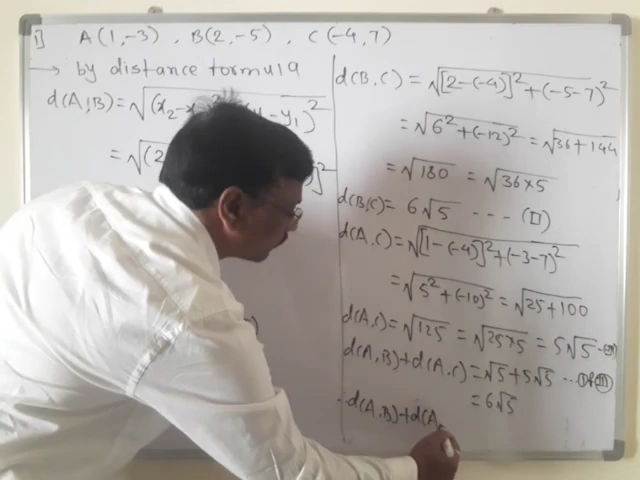 1] A(1,-3) , B(2,-5) , C(-4,7)
→ by distance formula
d(A,B) = √(x₂-x
y₁)²
= √(2
]²
d(B,C) = √[2-(-4)]²+(-5-7)²
= √6²+(-12)² = √36+144
= √180 = √36×5
d(B,C) = 6√5 --- (II)
d(A,C) = √[1-(-4)]²+(-3-7)²
= √5²+(-10)² = √25+100
d(A,C) = √125 = √25×5 = 5√5
d(A,B)+d(A,C) = √5+5√5 ... I & III
= 6√5
∴ d(A,B)+d(A,